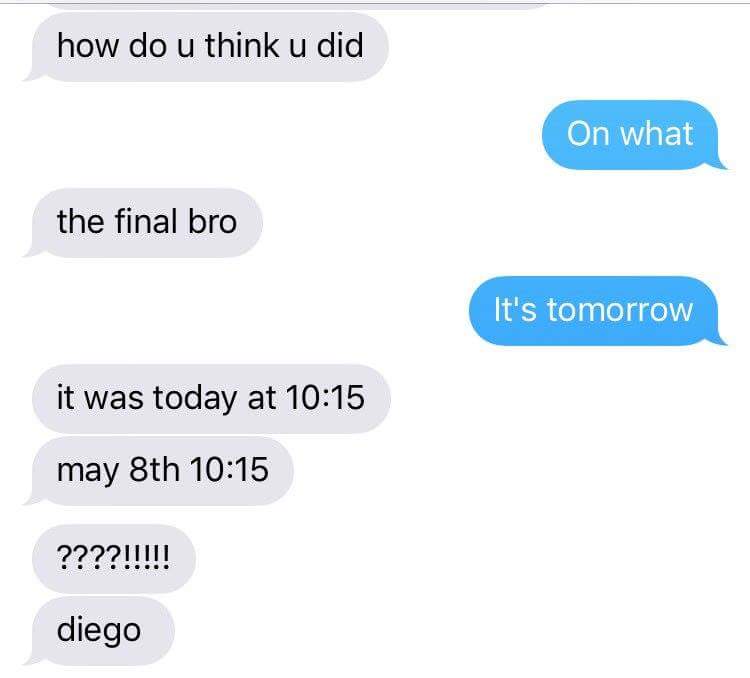 how do u think u did
On what
the final bro
It's tomorrow
it was today at 10:15
may 8th 10:15
????!!!!!
diego